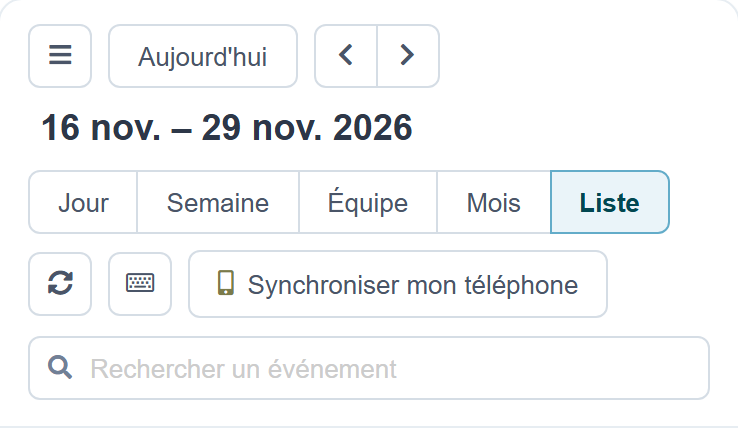 Aujourd'hui
16 nov. – 29 nov. 2026
Jour Semaine Équipe Mois Liste
Synchroniser mon téléphone
Rechercher un événement